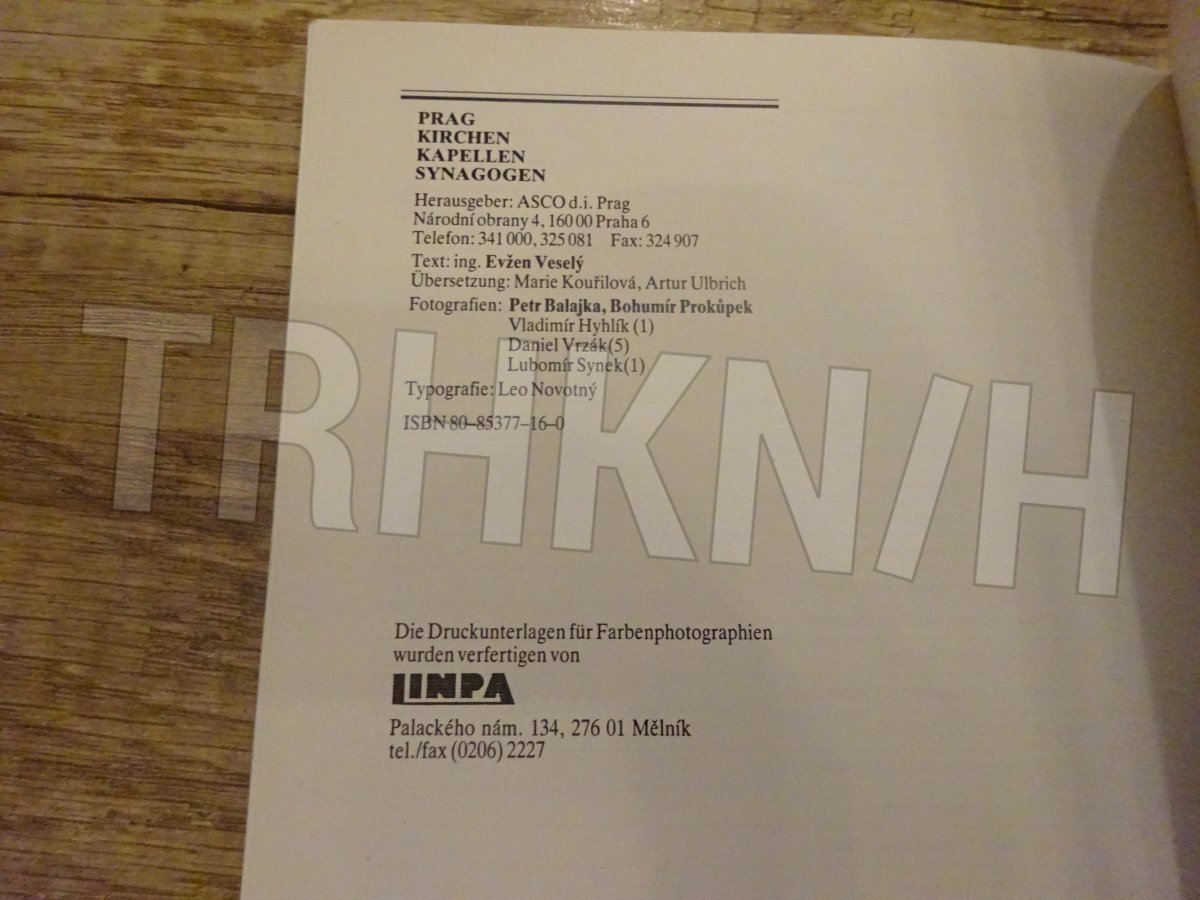 PRAG
KIRCHEN
KAPELLEN
SYNAGOGEN
Herausgeber: ASCO d.i. Prag
Národní obrany 4, 160 00 Praha 6
Telefon: 341 000, 325 081 Fax: 324 907
Text: ing. Evžen Veselý
Übersetzung: Marie Kouřilová, Artur Ulbrich
Fotografien: Petr Balajka, Bohumír Prokůpek
Vladimír Hyhlík (1)
Daniel Vrzák(5)
Lubomír Synek(1)
Typografie: Leo Novotný
ISBN 80–85377–16–0
TRHKN/H
Die Druckunterlagen für Farbenphotographien
wurden verfertigen von
LINPA
Palackého nám. 134, 276 01 Mělník
tel./fax (0206) 2227